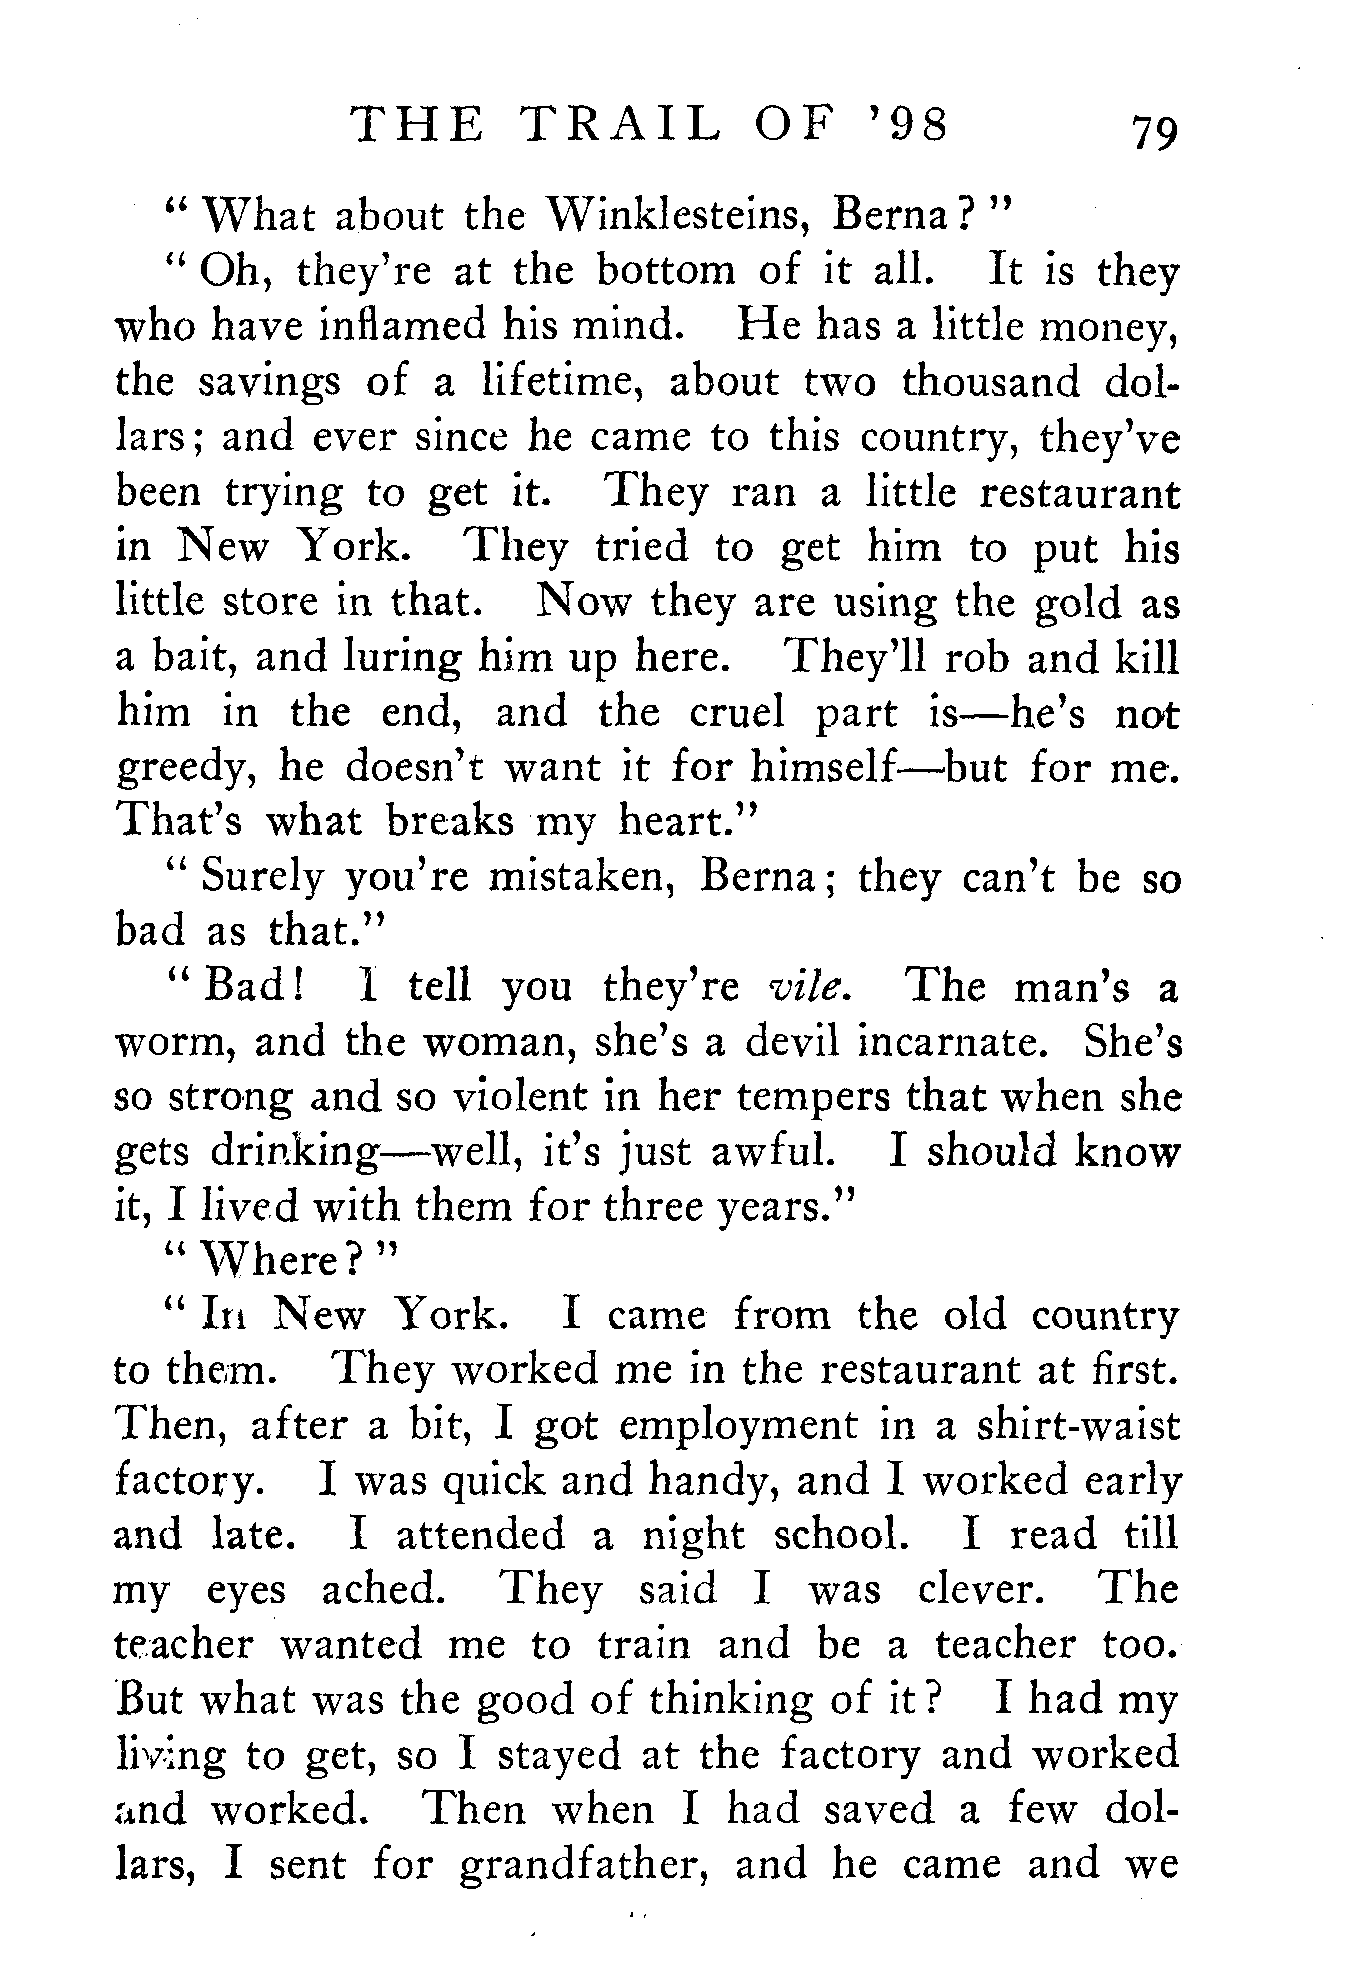 THE TRAIL OF '98 79
" What about the Winklesteins, Berna ? "
" Oh, they're at the bottom of it all. It is they
who have inflamed his mind. He has a little money,
the savings of a lifetime, about two thousand dol-
lars ; and ever since he came to this country, they've
been trying to get it. They ran a little restaurant
in New York. They tried to get him to put his
little store in that. Now they are using the gold as
a bait, and luring him up here. They'll rob and kill
him in the end, and the cruel part is—he's not
greedy, he doesn't want it for himself—but for me.
That's what breaks my heart."
" Surely you're mistaken, Berna ; they can't be so
bad as that."
" Bad ! I tell you they're vile. The man's a
worm, and the woman, she's a devil incarnate. She's
so strong and so violent in her tempers that when she
gets drinking—well, it's just awful. I should know
it, I lived with them for three years."
" Where ? "
" In New York. I came from the old country
to them. They worked me in the restaurant at first.
Then, after a bit, I got employment in a shirt-waist
factory. I was quick and handy, and I worked early
and late. I attended a night school. I read till
my eyes ached. They said I was clever. The
teacher wanted me to train and be a teacher too.
But what was the good of thinking of it ? I had my
living to get, so I stayed at the factory and worked
and worked. Then when I had saved a few dol-
lars, I sent for grandfather, and he came and we